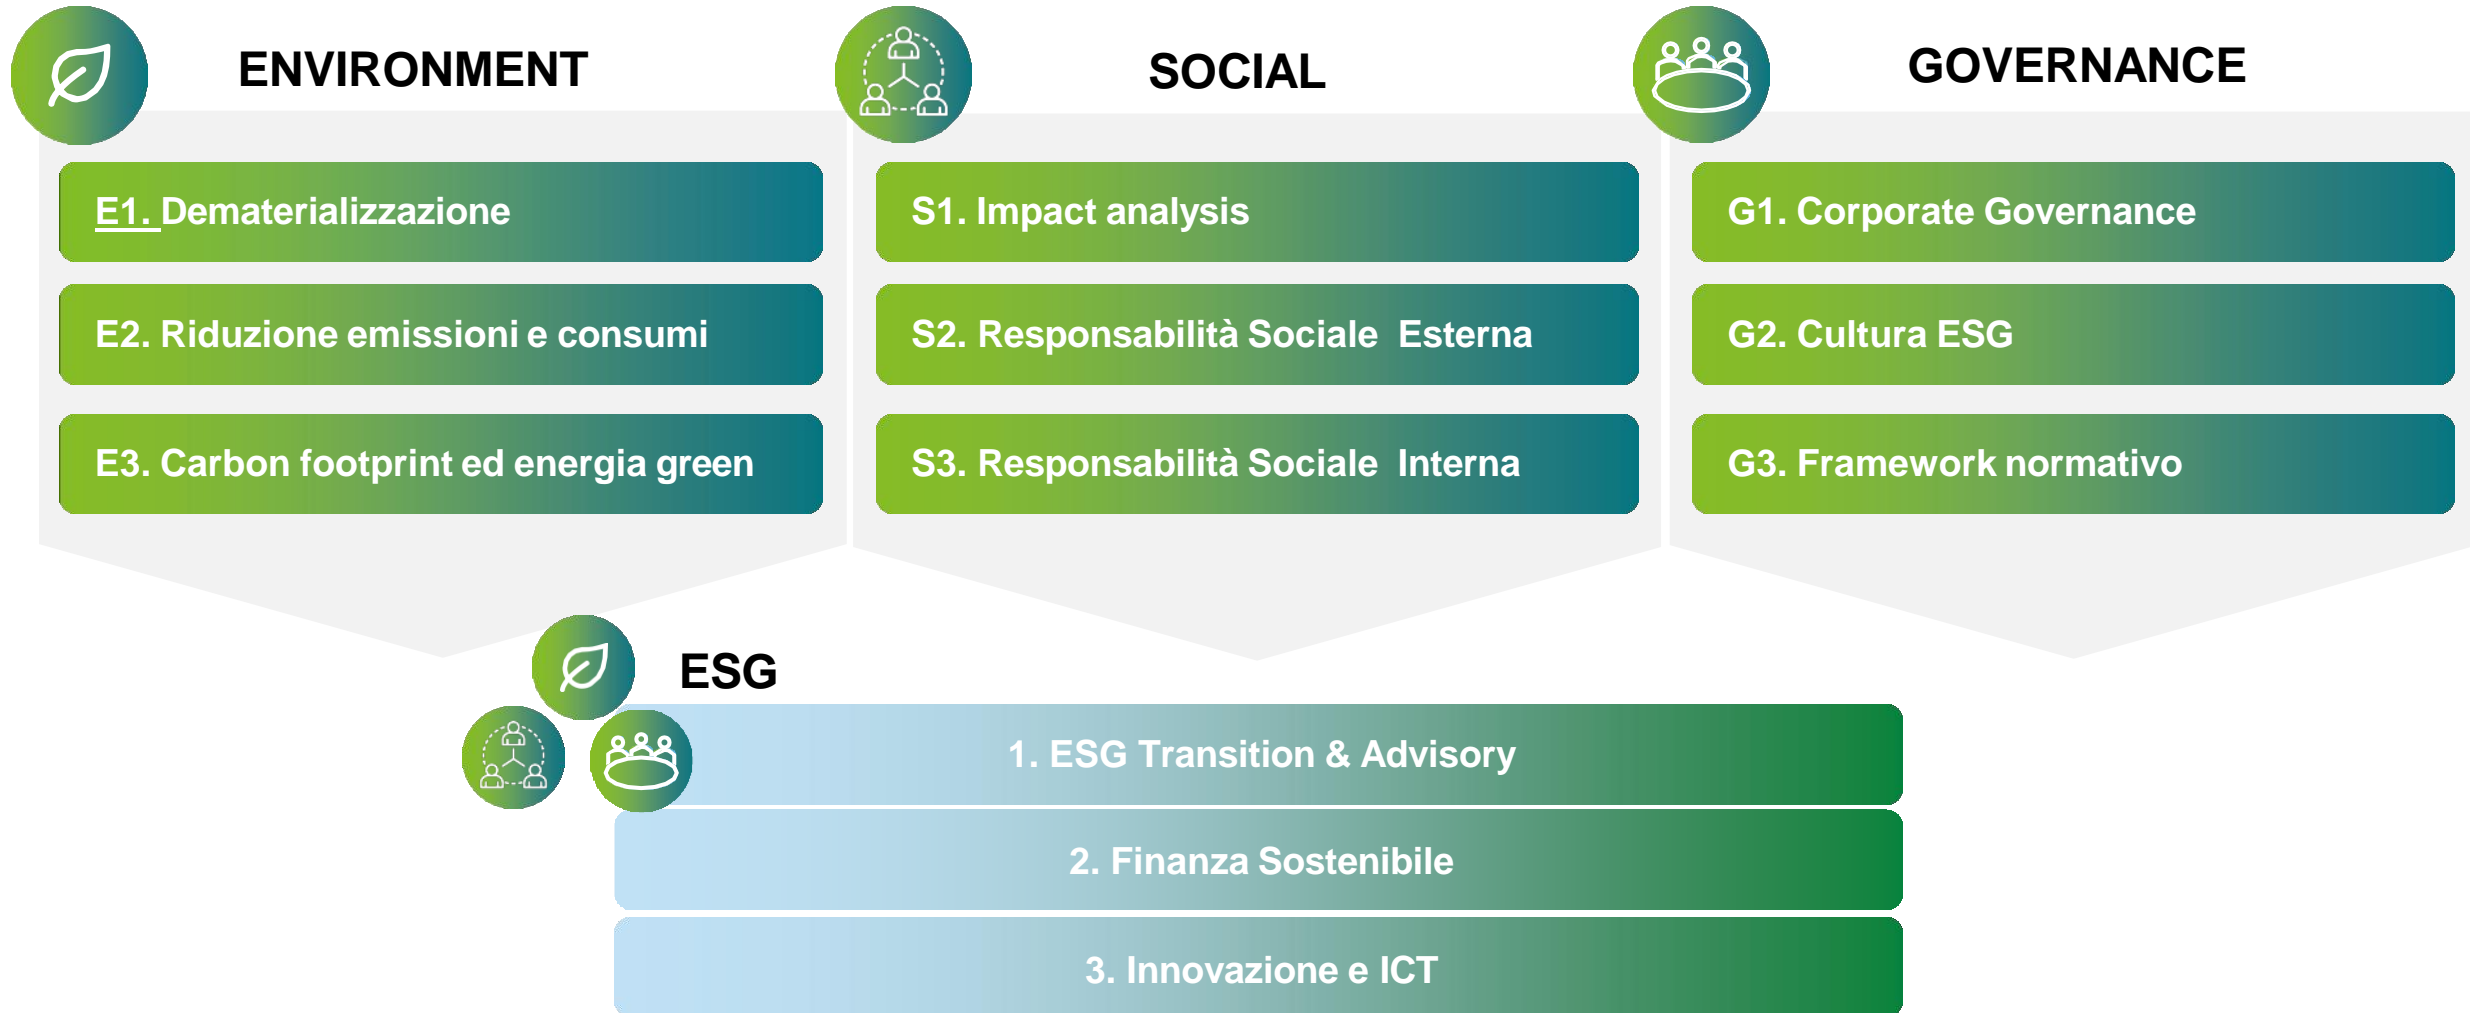 ENVIRONMENT
E1. Dematerializzazione
E2. Riduzione emissioni e consumi
E3. Carbon footprint ed energia green
SOCIAL
S1. Impact analysis
S2. Responsabilità Sociale Esterna
S3. Responsabilità Sociale Interna
GOVERNANCE
G1. Corporate Governance
G2. Cultura ESG
G3. Framework normativo
ESG
1. ESG Transition & Advisory
2. Finanza Sostenibile
3. Innovazione e ICT